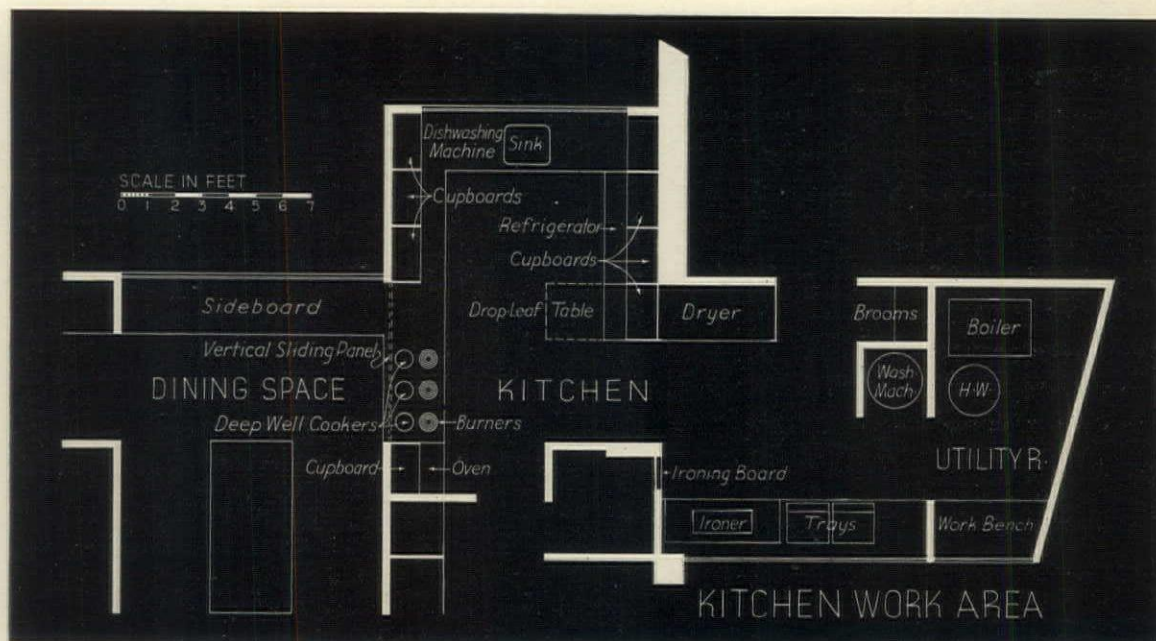 Dishwashing
Machine
Sink
SCALE IN FEET
0 1 2 3 4 5 6 7
Cupboards
Refrigerator
Cupboards
Sideboard
Drop-Leaf Table
Dryer
Brooms
Boiler
Vertical Sliding Panel
DINING SPACE
KITCHEN
Wash
Mach
H·W·
Deep Well Cookers
Burners
Cupboard
Oven
Ironing Board
UTILITY R·
Ironer
Trays
Work Bench
KITCHEN WORK AREA